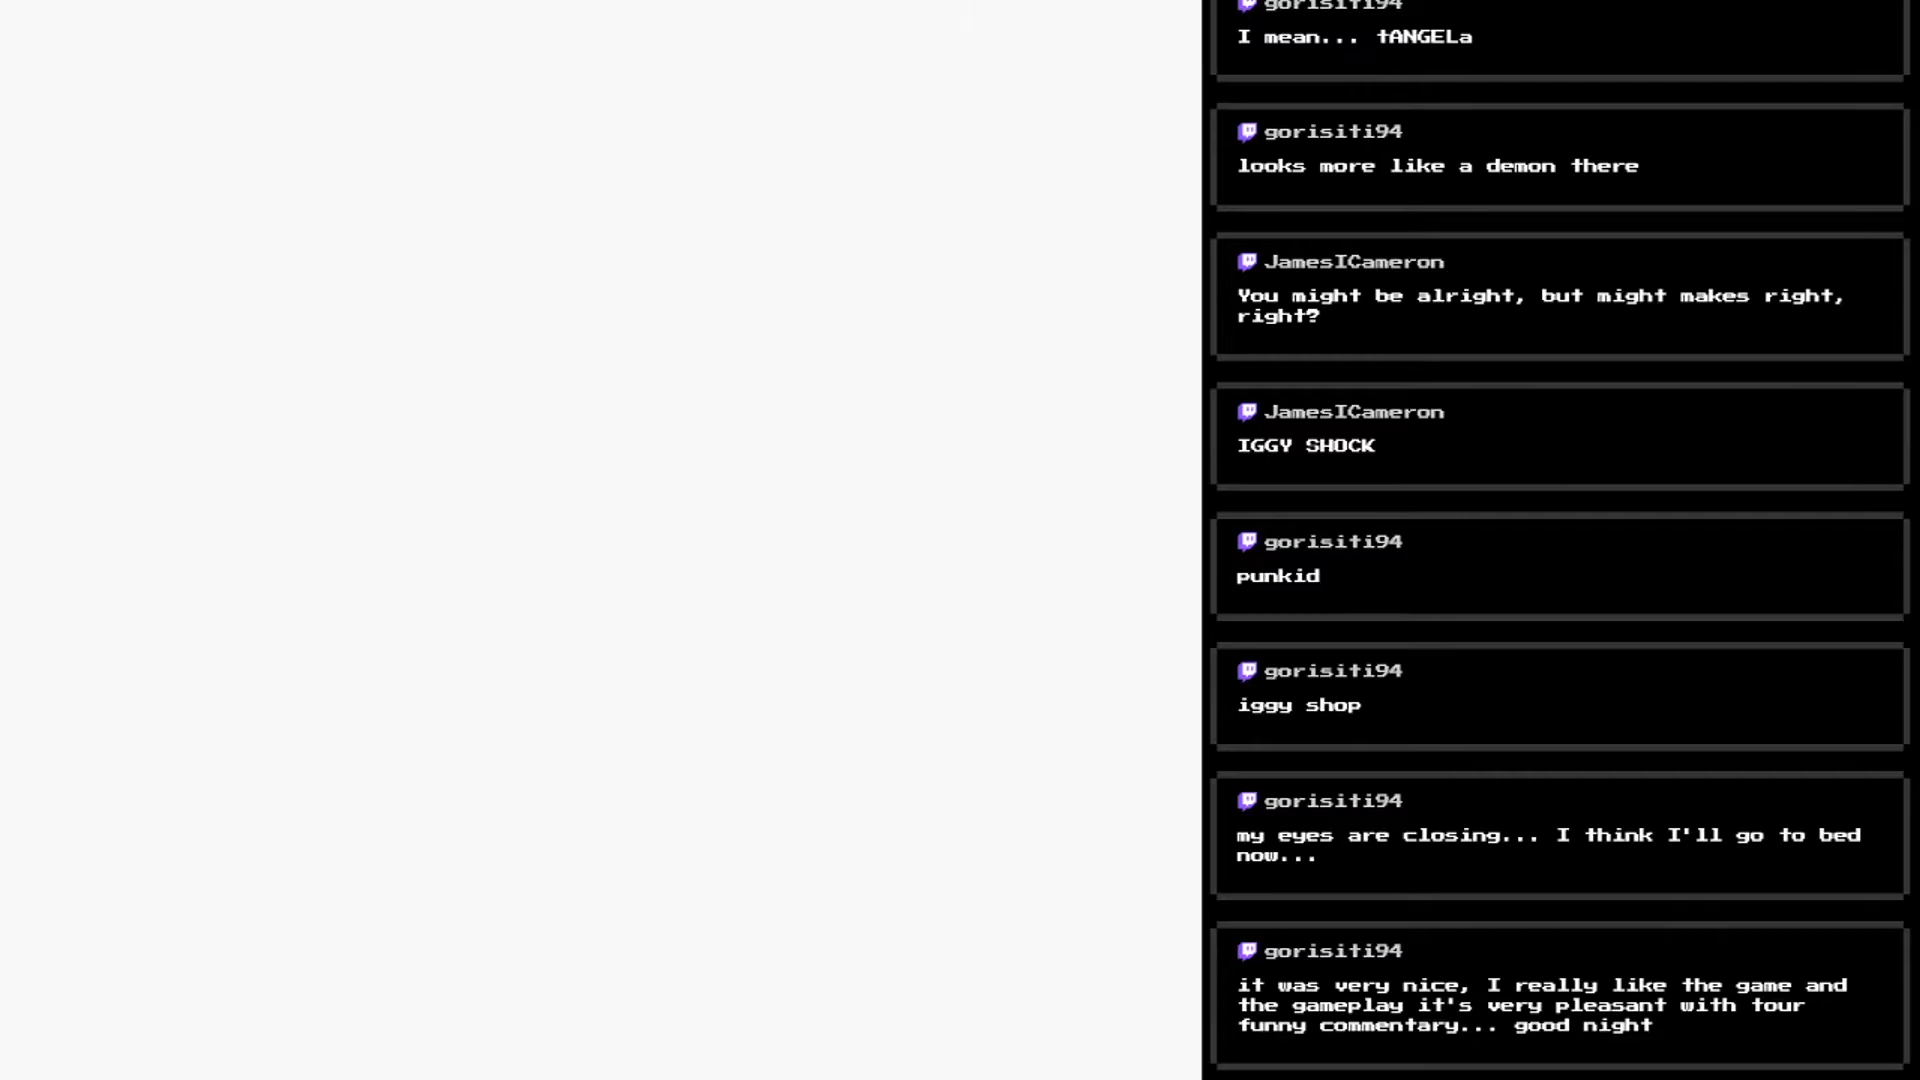 gorisiti94
I mean... tANGELa
gorisiti94
looks more like a demon there
JamesICameron
You might be alright, but might makes right,
right?
JamesICameron
IGGY SHOCK
gorisiti94
punkid
gorisiti94
iggy shop
gorisiti94
my eyes are closing... I think I'll go to bed
now...
gorisiti94
it was very nice, I really like the game and
the gameplay it's very pleasant with tour
funny commentary... good night